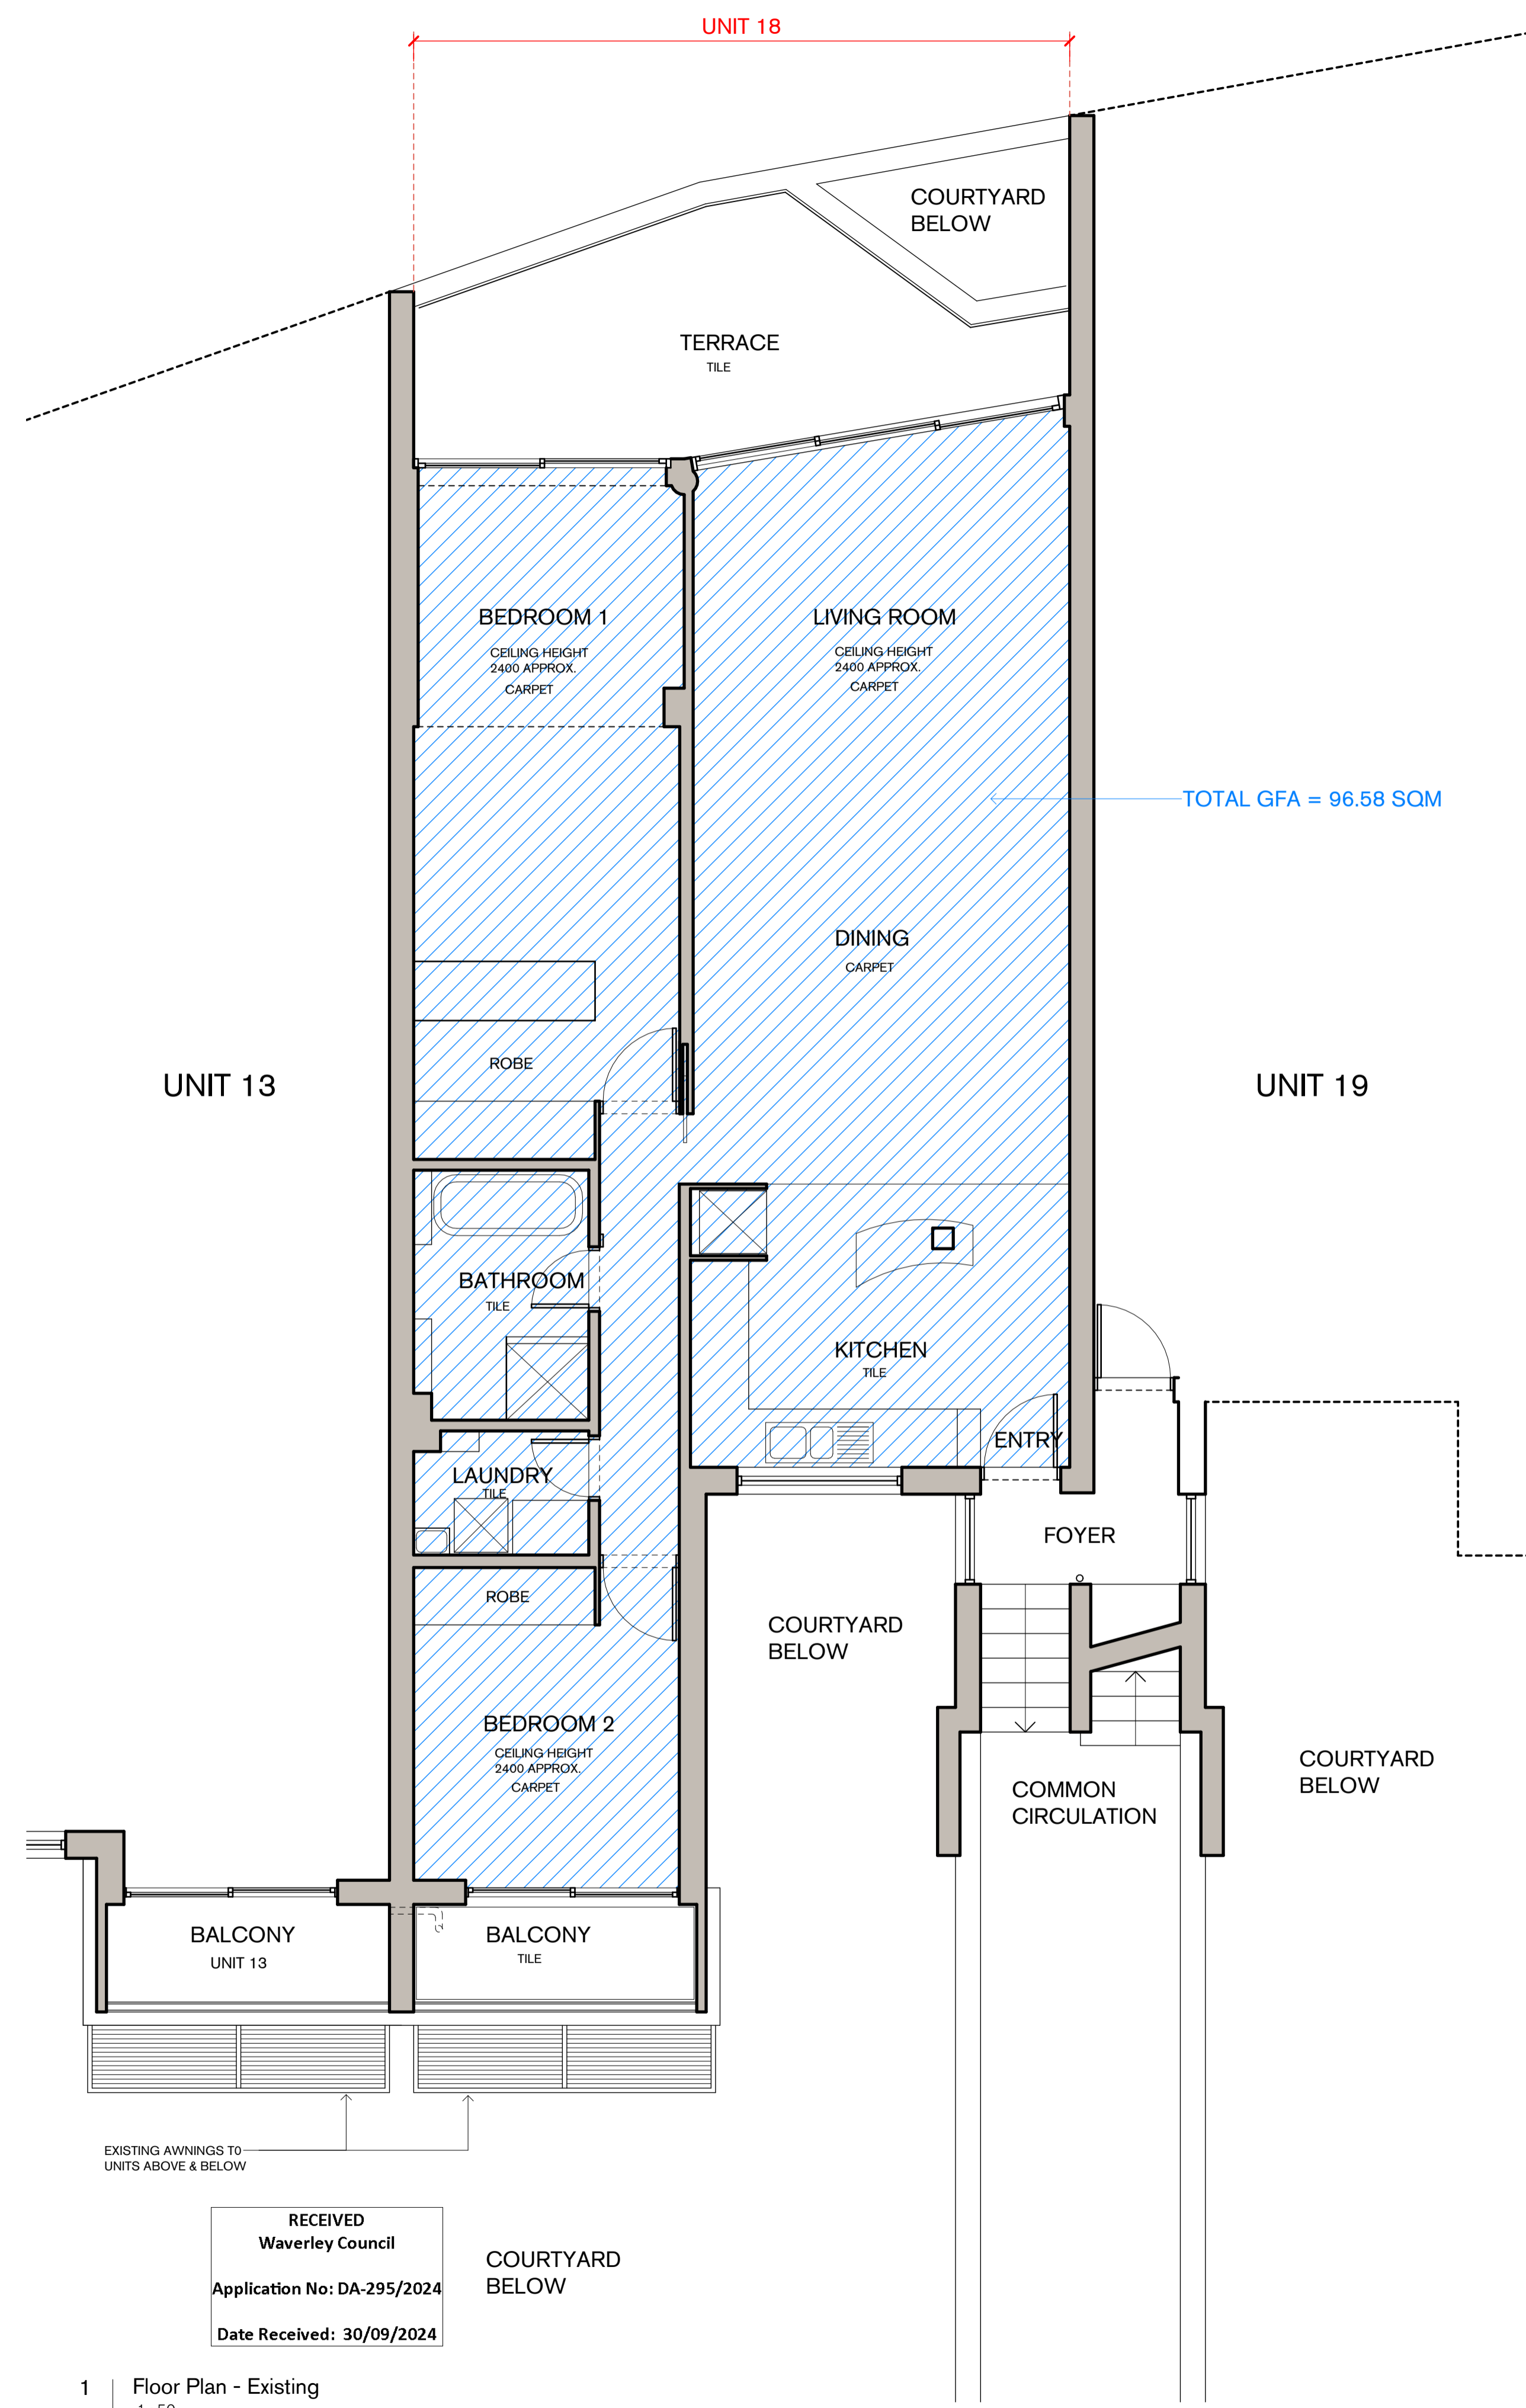 UNIT 18
COURTYARD
BELOW
TERRACE
TILE
BEDROOM 1
CEILING HEIGHT
2400 APPROX.
CARPET
LIVING ROOM
CEILING HEIGHT
2400 APPROX.
CARPET
TOTAL GFA = 96.58 SQM
DINING
CARPET
ROBE
UNIT 13
UNIT 19
BATHROOM
TILE
KITCHEN
TILE
ENTRY
LAUNDRY
TILE
FOYER
ROBE
COURTYARD
BELOW
BEDROOM 2
CEILING HEIGHT
2400 APPROX.
CARPET
COURTYARD
BELOW
COMMON
CIRCULATION
BALCONY
UNIT 13
BALCONY
TILE
EXISTING AWNINGS T0
UNITS ABOVE & BELOW
RECEIVED
Waverley Council
Application No: DA-295/2024
Date Received: 30/09/2024
COURTYARD
BELOW
1
Floor Plan - Existing